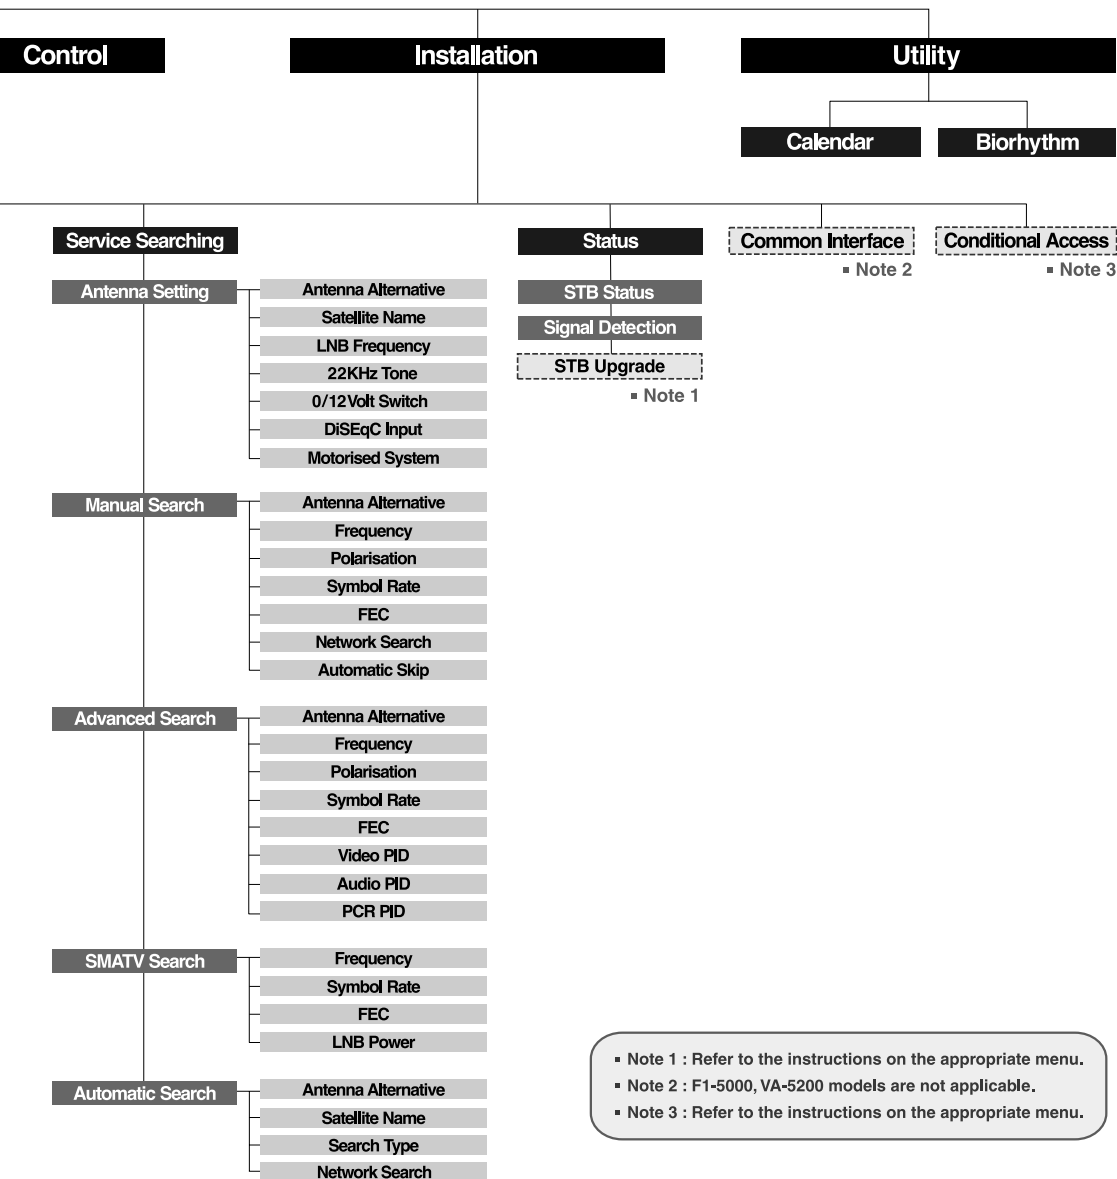 Control
Installation
Utility
Calendar
Biorhythm
Service Searching
Status
Common Interface
Conditional Access
▪ Note 2
▪ Note 3
Antenna Setting
Antenna Alternative
Satellite Name
LNB Frequency
22KHz Tone
0/12Volt Switch
DiSEqC Input
Motorised System
STB Status
Signal Detection
STB Upgrade
▪ Note 1
Manual Search
Antenna Alternative
Frequency
Polarisation
Symbol Rate
FEC
Network Search
Automatic Skip
Advanced Search
Antenna Alternative
Frequency
Polarisation
Symbol Rate
FEC
Video PID
Audio PID
PCR PID
SMATV Search
Frequency
Symbol Rate
FEC
LNB Power
Automatic Search
Antenna Alternative
Satellite Name
Search Type
Network Search
▪ Note 1 : Refer to the instructions on the appropriate menu.
▪ Note 2 : F1-5000, VA-5200 models are not applicable.
▪ Note 3 : Refer to the instructions on the appropriate menu.